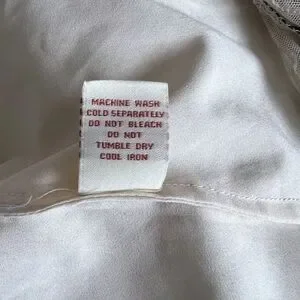 MACHINE WASH
COLD SEPARATELY
DO NOT BLEACH
DO NOT
TUMBLE DRY
COOL IRON